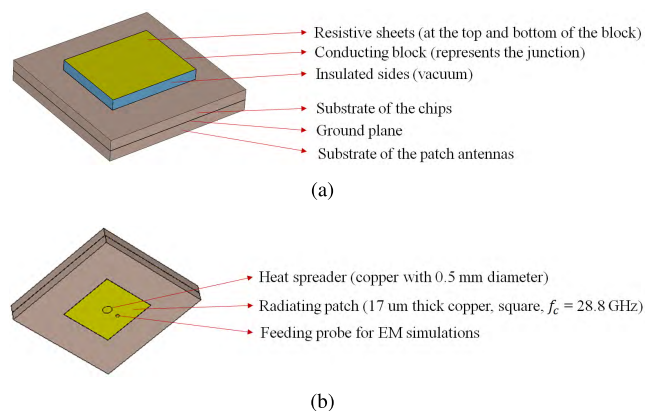 Resistive sheets (at the top and bottom of the block)
Conducting block (represents the junction)
Insulated sides (vacuum)
Substrate of the chips
Ground plane
Substrate of the patch antennas
(a)
Heat spreader (copper with 0.5 mm diameter)
Radiating patch (17 um thick copper, square, f_c = 28.8 GHz)
Feeding probe for EM simulations
(b)